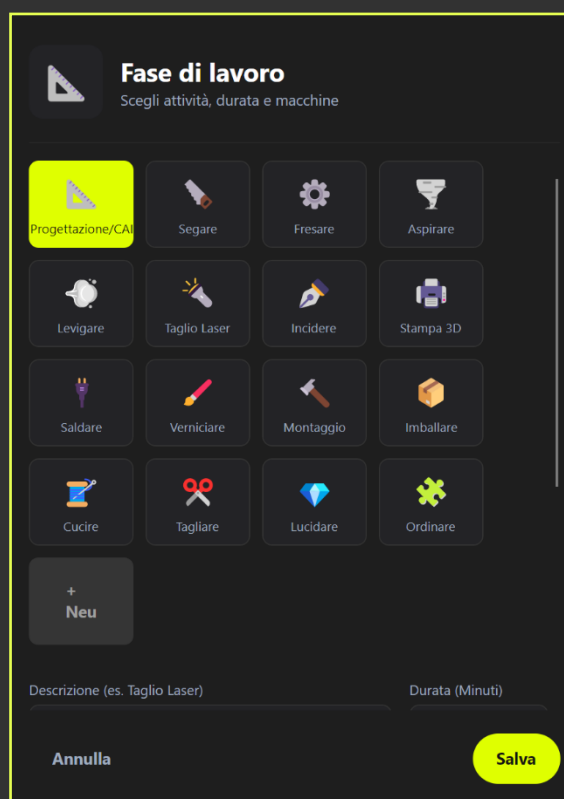 Fase di lavoro
Scegli attività, durata e macchine
Progettazione/CAI
Segare
Fresare
Aspirare
Levigare
Taglio Laser
Incidere
Stampa 3D
Saldare
Verniciare
Montaggio
Imballare
Cucire
Tagliare
Lucidare
Ordinare
+
Neu
Descrizione (es. Taglio Laser)
Durata (Minuti)
Annulla
Salva